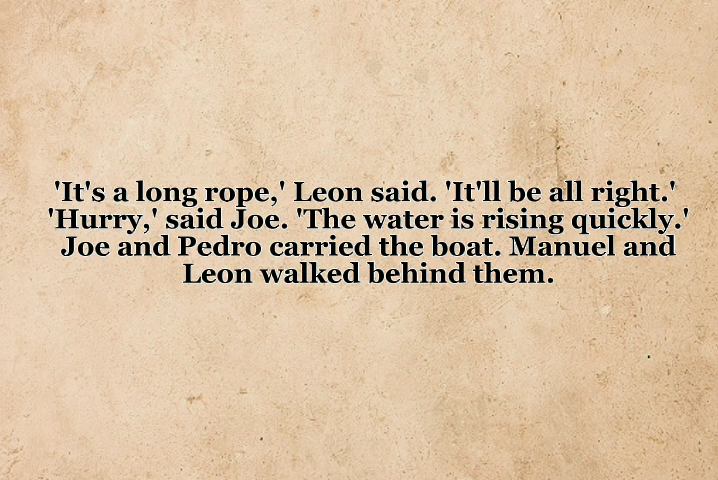 'It's a long rope,' Leon said. 'It'll be all right.'
'Hurry,' said Joe. 'The water is rising quickly.'
Joe and Pedro carried the boat. Manuel and
Leon walked behind them.